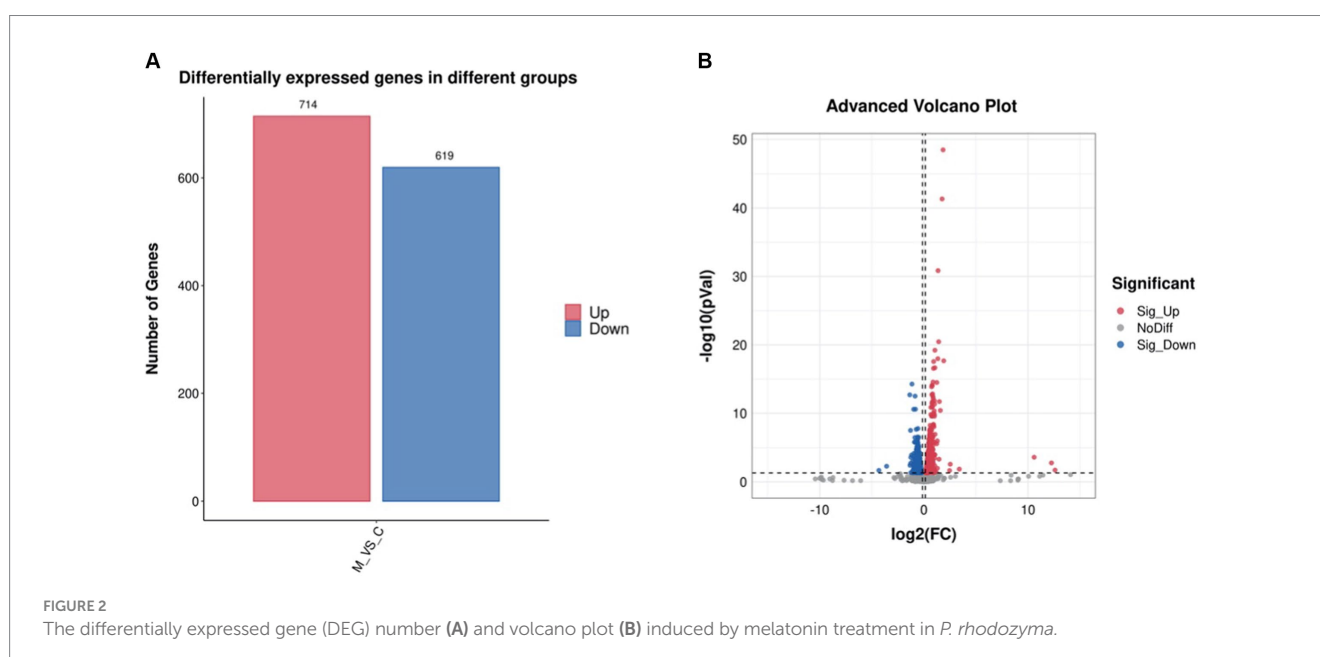 A
Differentially expressed genes in different groups
714
619
600
400
200
0
Number of Genes
M_VS_C
Up
Down
B
Advanced Volcano Plot
50
40
30
20
10
0
-log10(pVal)
-10 0 10
log2(FC)
Significant
Sig_Up
NoDiff
Sig_Down
FIGURE 2
The differentially expressed gene (DEG) number (A) and volcano plot (B) induced by melatonin treatment in P. rhodozyma.